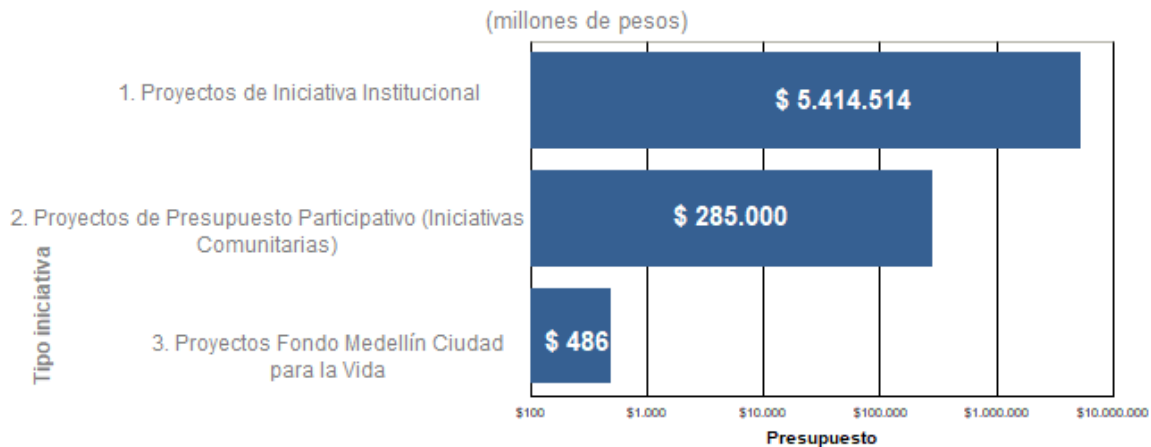 (millones de pesos)
1. Proyectos de Iniciativa Institucional
$ 5.414.514
2. Proyectos de Presupuesto Participativo (Iniciativas
Comunitarias)
$ 285.000
3. Proyectos Fondo Medellín Ciudad
para la Vida
$ 486
Tipo iniciativa
$100 $1.000 $10.000 $100.000 $1.000.000 $10.000.000
Presupuesto